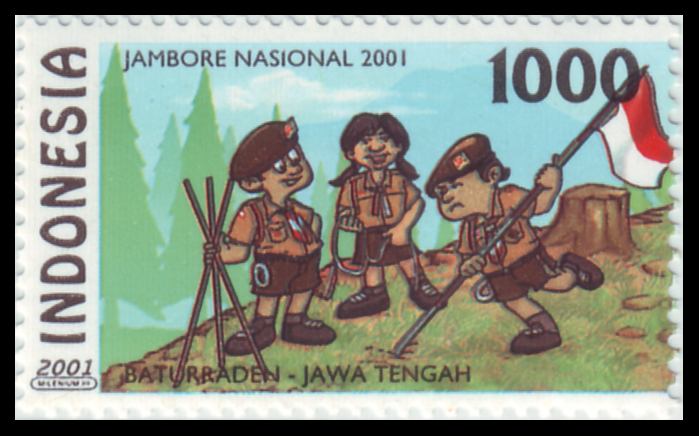 JAMBORE NASIONAL 2001
1000
INDONESIA
2001
BATURRADEN - JAWA TENGAH